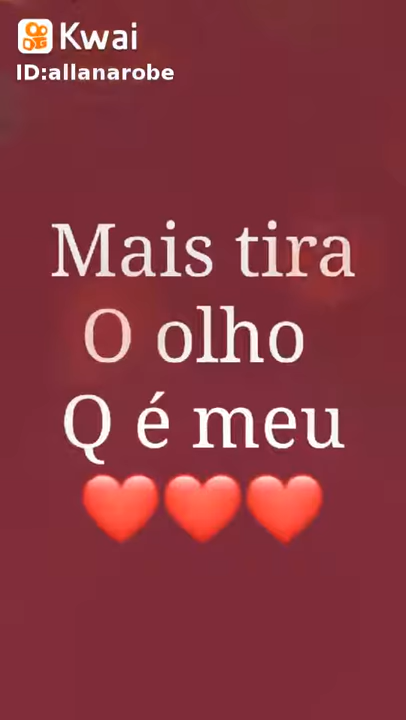 Kwai
ID:allanarobe
Mais tira
O olho
Q é meu
❤️❤️❤️